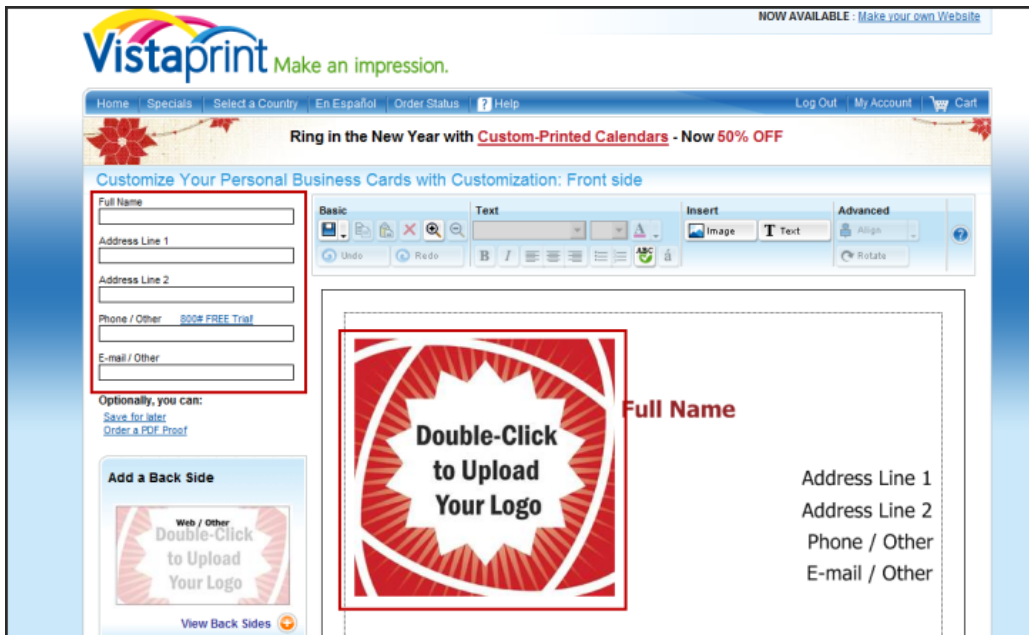 NOW AVAILABLE : Make your own Website
Vistaprint Make an impression.
Home Specials Select a Country En Español Order Status ? Help Log Out My Account Cart
Ring in the New Year with Custom-Printed Calendars - Now 50% OFF
Customize Your Personal Business Cards with Customization: Front side
Full Name
Address Line 1
Address Line 2
Phone / Other 800# FREE Trial
E-mail / Other
Optionally, you can:
Save for later
Order a PDF Proof
Add a Back Side
Web / Other
Double-Click
to Upload
Your Logo
View Back Sides
Basic Text Insert Advanced
A Image T Text Align ?
Undo Redo B I ABC á Rotate
Double-Click
to Upload
Your Logo
Full Name
Address Line 1
Address Line 2
Phone / Other
E-mail / Other